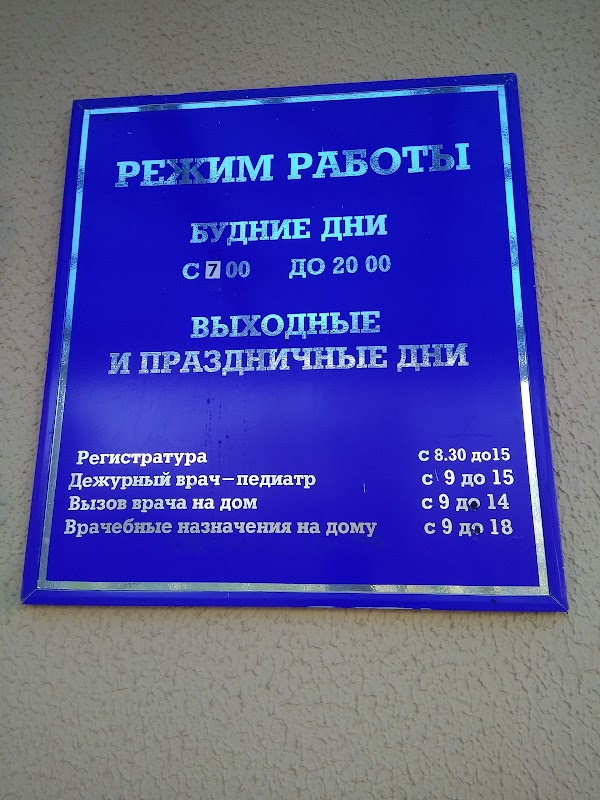 РЕЖИМ РАБОТЫ
БУДНИЕ ДНИ
С 7 00 ДО 20 00
ВЫХОДНЫЕ
И ПРАЗДНИЧНЫЕ ДНИ
Регистратура с 8.30 до15
Дежурный врач–педиатр с 9 до 15
Вызов врача на дом с 9 до 14
Врачебные назначения на дому с 9 до 18